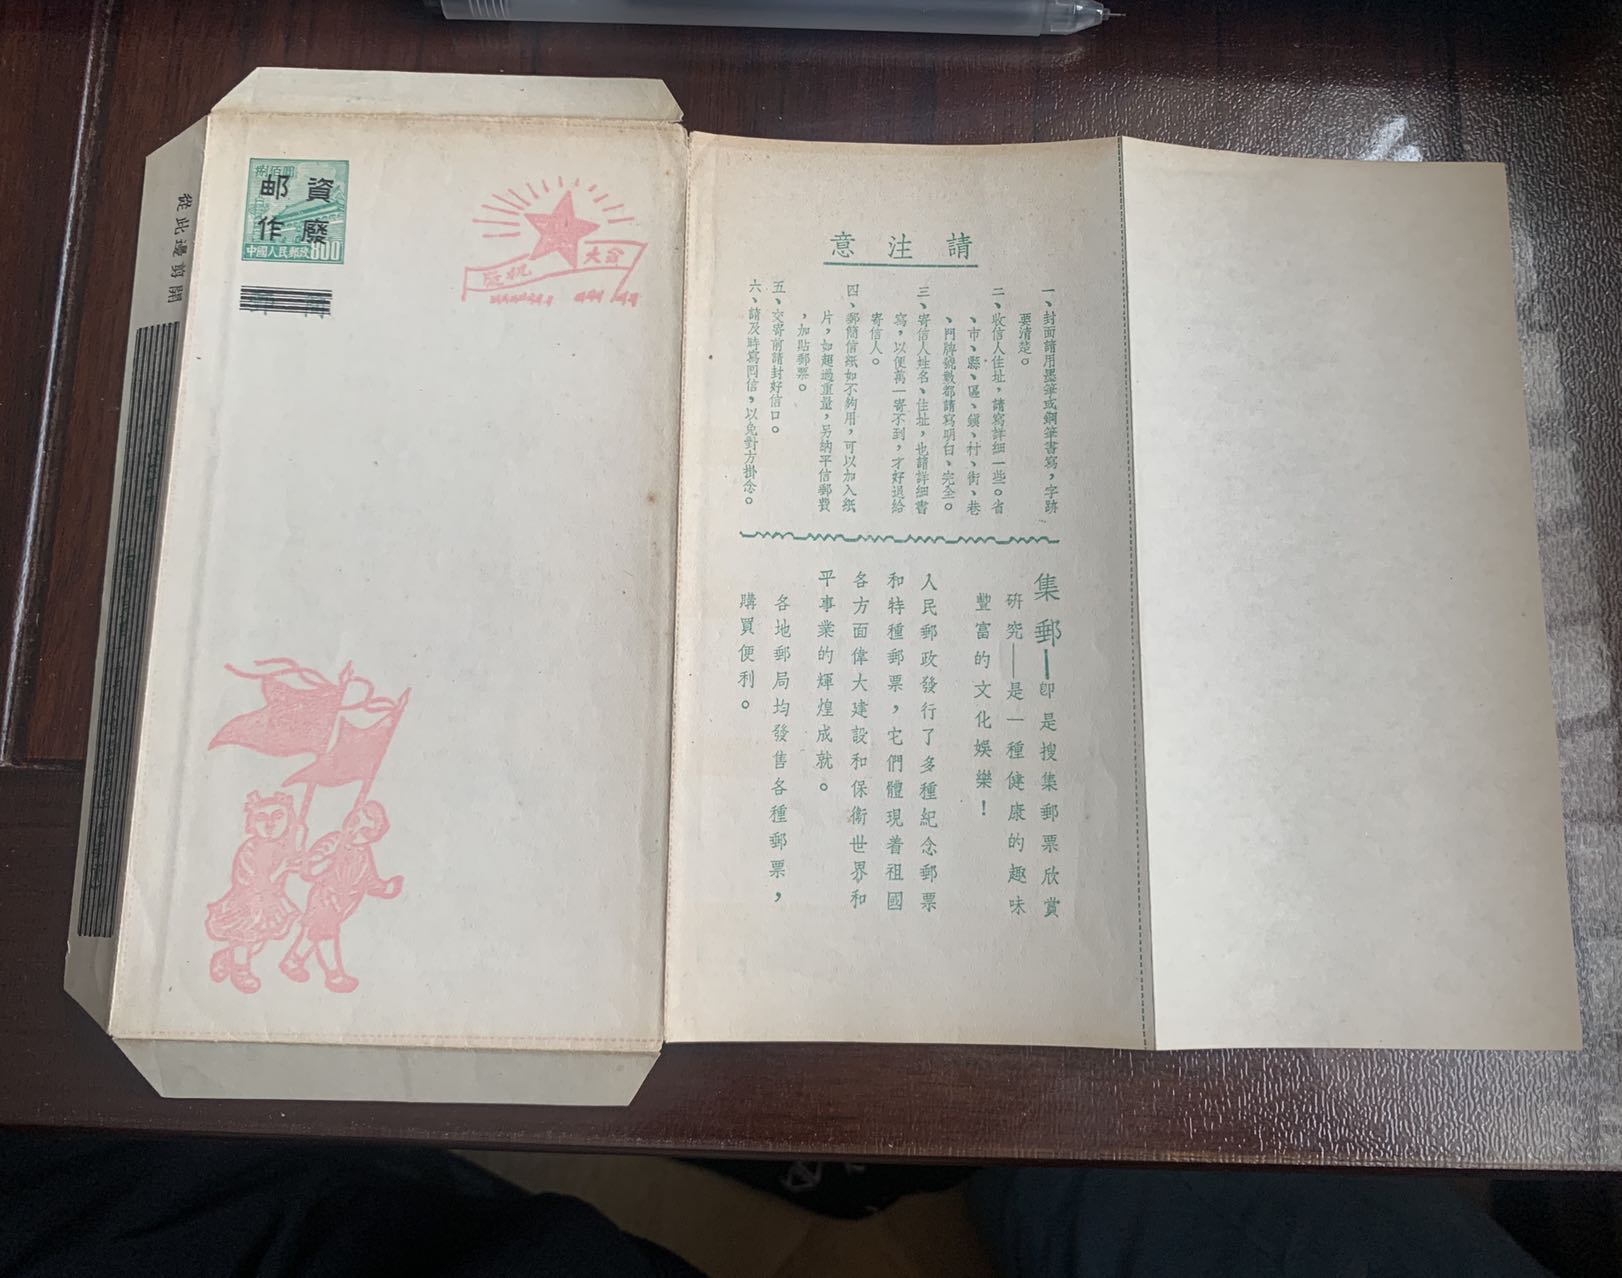 捌佰圓
郵資
作廢
中國人民郵政 800
從此邊剪開
請注意
一、封面請用墨筆或鋼筆書寫,字跡
要清楚。
二、收信人住址,請寫詳細一些。省
、市、縣、區、鎭、村、街、巷
、門牌號數都請寫明白、完全。
三、寄信人姓名、住址,也請詳細書
寫,以便萬一寄不到,才好退給
寄信人。
四、郵簡信紙如不夠用,可以加入紙
片,如超過重量,另納平信郵費
,加貼郵票。
五、交寄前請封好信口。
六、請及時寫回信,以免對方掛念。
集郵—卽是搜集郵票欣賞
研究——是一種健康的趣味
豐富的文化娛樂!
人民郵政發行了多種紀念郵票
和特種郵票,它們體現着祖國
各方面偉大建設和保衛世界和
平事業的輝煌成就。
各地郵局均發售各種郵票,
購買便利。